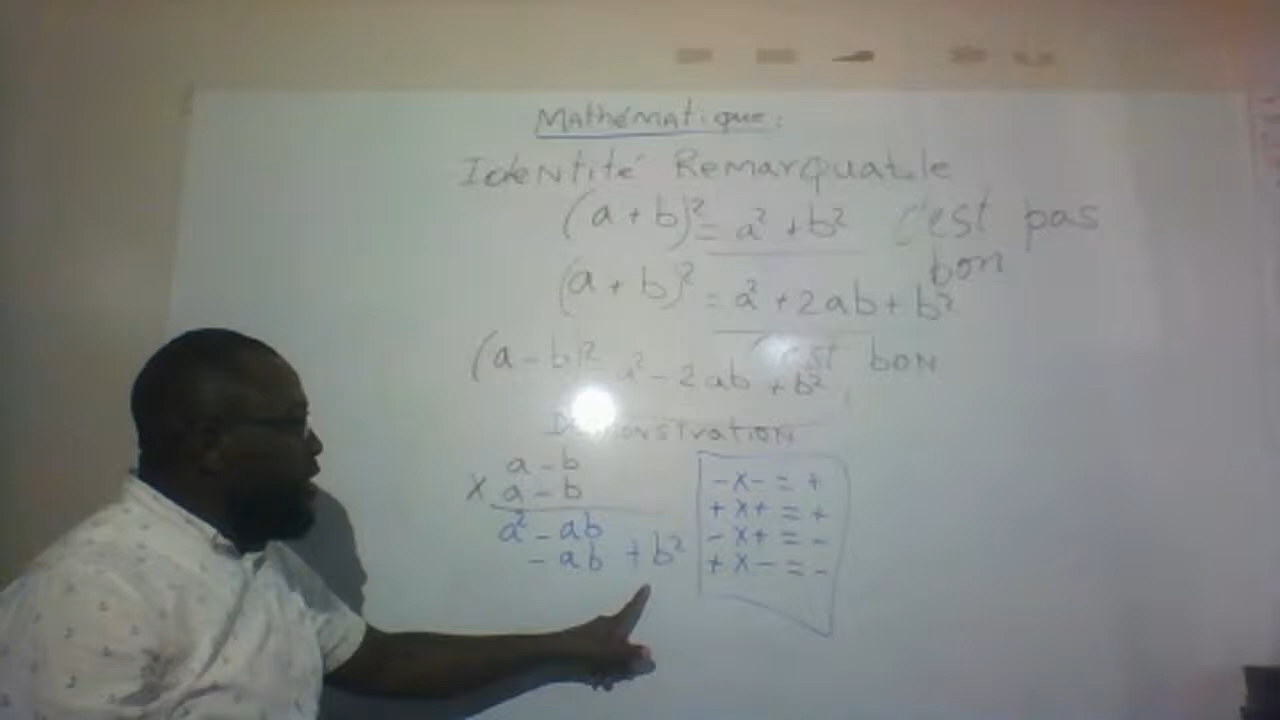 Mathématique:
Identité Remarquable
(a + b)² = a² + b² c'est pas bon
(a + b)² = a² + 2ab + b²
c'est bon
(a - b)² = a² - 2ab + b²
Démonstration
a - b
x a - b
a² - ab
- ab + b²
- x - = +
+ x + = +
- x + = -
+ x - = -